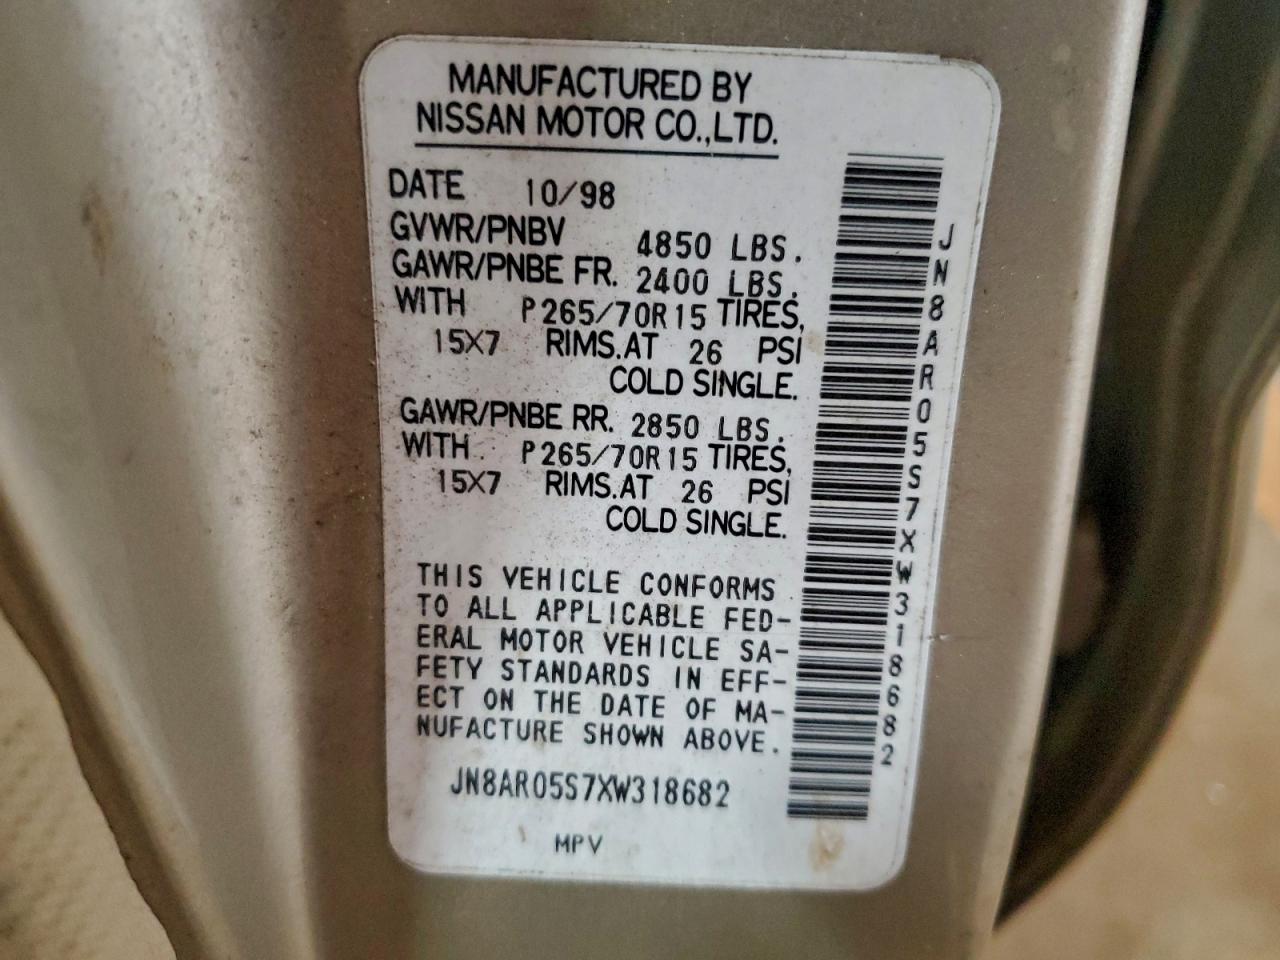 MANUFACTURED BY
NISSAN MOTOR CO.,LTD.
DATE 10/98
GVWR/PNBV 4850 LBS.
GAWR/PNBE FR. 2400 LBS.
WITH P265/70R15 TIRES,
15X7 RIMS.AT 26 PSI
COLD SINGLE.
GAWR/PNBE RR. 2850 LBS.
WITH P265/70R15 TIRES,
15X7 RIMS.AT 26 PSI
COLD SINGLE.
THIS VEHICLE CONFORMS
TO ALL APPLICABLE FED-
ERAL MOTOR VEHICLE SA-
FETY STANDARDS IN EFF-
ECT ON THE DATE OF MA-
NUFACTURE SHOWN ABOVE.
JN8AR05S7XW318682
MPV
JN8AR05S7XW318682